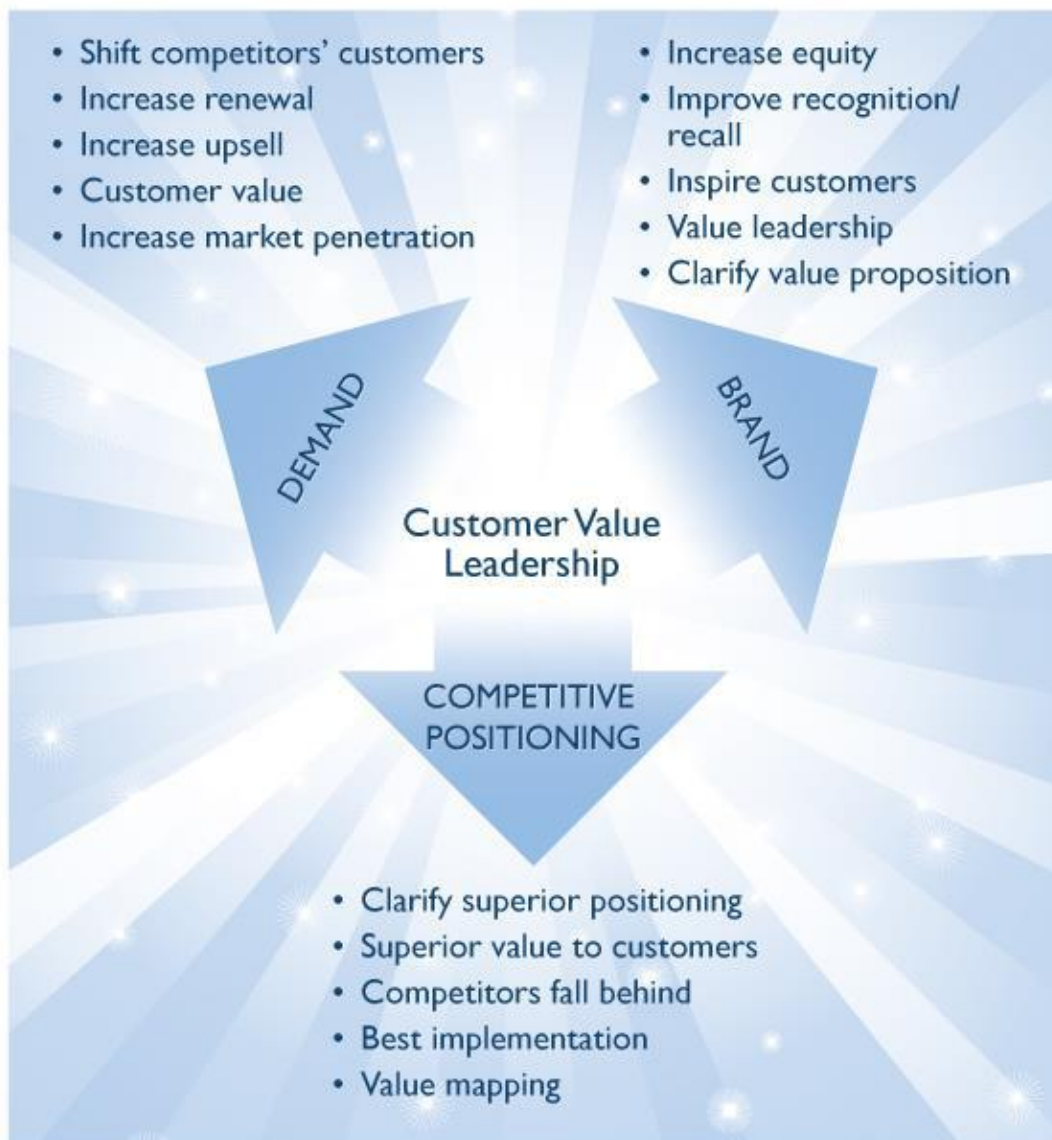 • Shift competitors’ customers
• Increase renewal
• Increase upsell
• Customer value
• Increase market penetration
• Increase equity
• Improve recognition/
recall
• Inspire customers
• Value leadership
• Clarify value proposition
DEMAND
BRAND
Customer Value
Leadership
COMPETITIVE
POSITIONING
• Clarify superior positioning
• Superior value to customers
• Competitors fall behind
• Best implementation
• Value mapping